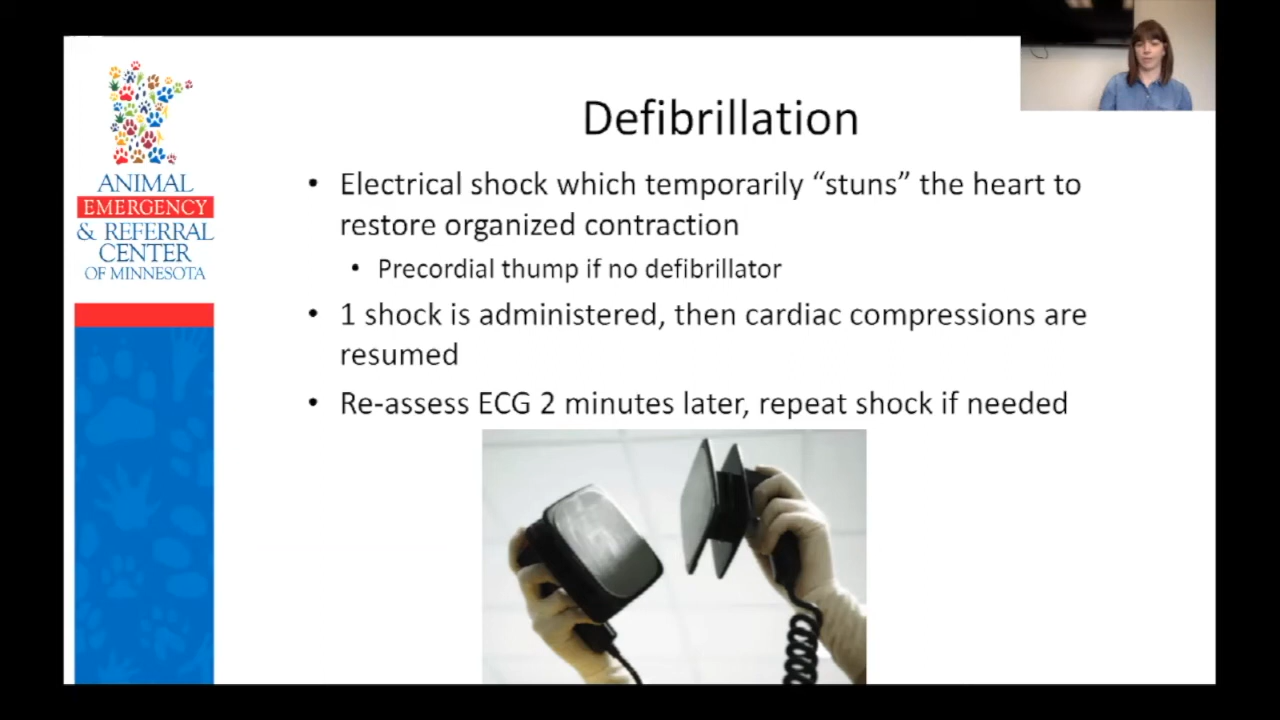 ANIMAL
EMERGENCY
& REFERRAL
CENTER
OF MINNESOTA
Defibrillation
• Electrical shock which temporarily “stuns” the heart to
restore organized contraction
• Precordial thump if no defibrillator
• 1 shock is administered, then cardiac compressions are
resumed
• Re-assess ECG 2 minutes later, repeat shock if needed